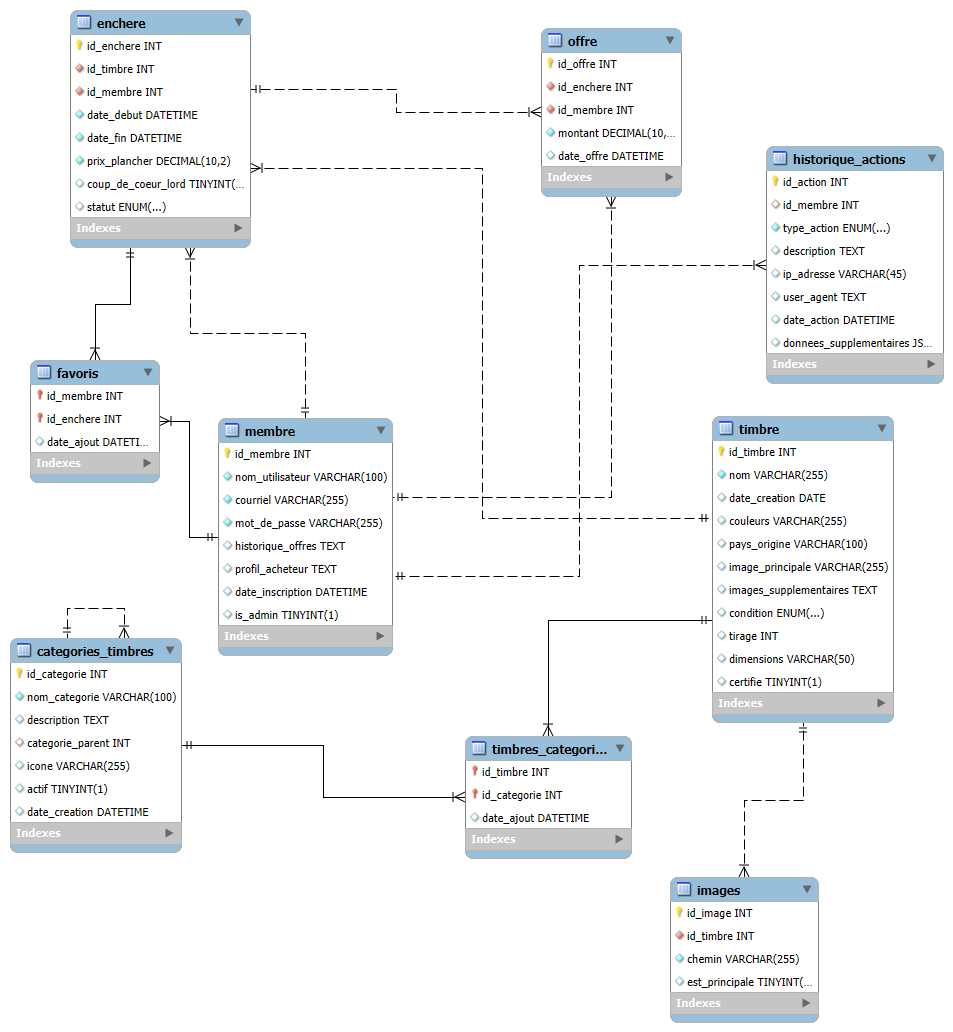 enchere
id_enchere INT
id_timbre INT
id_membre INT
date_debut DATETIME
date_fin DATETIME
prix_plancher DECIMAL(10,2)
coup_de_coeur_lord TINYINT(...
statut ENUM(...)
Indexes
offre
id_offre INT
id_enchere INT
id_membre INT
montant DECIMAL(10,...
date_offre DATETIME
Indexes
historique_actions
id_action INT
id_membre INT
type_action ENUM(...)
description TEXT
ip_adresse VARCHAR(45)
user_agent TEXT
date_action DATETIME
donnees_supplementaires JS...
Indexes
favoris
id_membre INT
id_enchere INT
date_ajout DATETI...
Indexes
membre
id_membre INT
nom_utilisateur VARCHAR(100)
courriel VARCHAR(255)
mot_de_passe VARCHAR(255)
historique_offres TEXT
profil_acheteur TEXT
date_inscription DATETIME
is_admin TINYINT(1)
Indexes
timbre
id_timbre INT
nom VARCHAR(255)
date_creation DATE
couleurs VARCHAR(255)
pays_origine VARCHAR(100)
image_principale VARCHAR(255)
images_supplementaires TEXT
condition ENUM(...)
tirage INT
dimensions VARCHAR(50)
certifie TINYINT(1)
Indexes
categories_timbres
id_categorie INT
nom_categorie VARCHAR(100)
description TEXT
categorie_parent INT
icone VARCHAR(255)
actif TINYINT(1)
date_creation DATETIME
Indexes
timbres_categori...
id_timbre INT
id_categorie INT
date_ajout DATETIME
Indexes
images
id_image INT
id_timbre INT
chemin VARCHAR(255)
est_principale TINYINT(...
Indexes